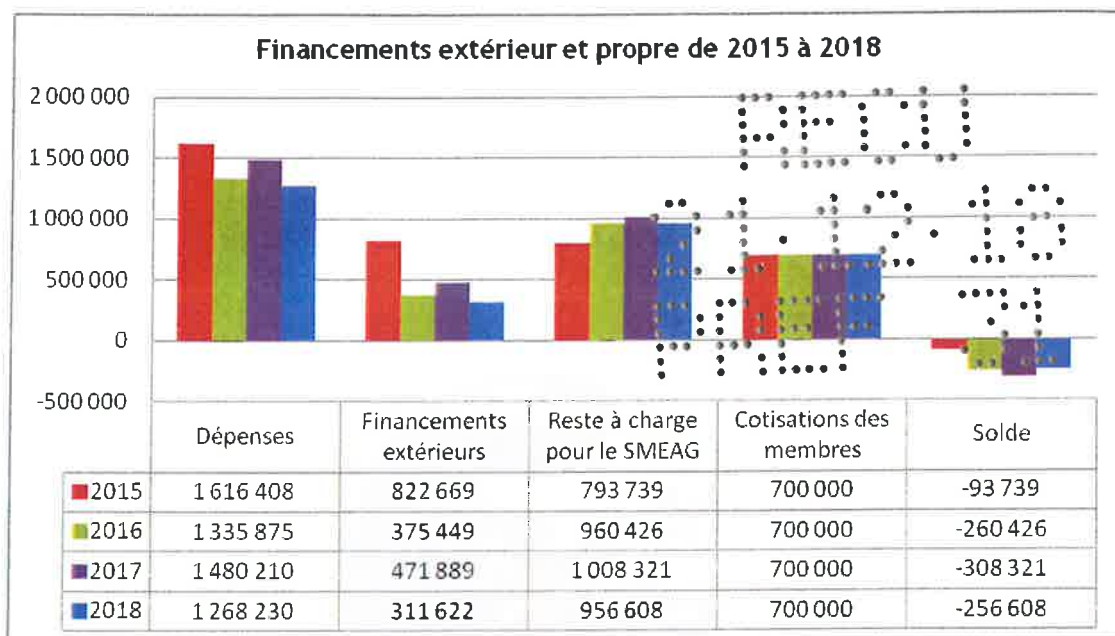 Financements extérieur et propre de 2015 à 2018
2 000 000
1 500 000
1 000 000
500 000
0
-500 000
RECU
Dépenses
Financements extérieurs
Reste à charge pour le SMEAG
Cotisations des membres
Solde
2015 1 616 408 822 669 793 739 700 000 -93 739
2016 1 335 875 375 449 960 426 700 000 -260 426
2017 1 480 210 471 889 1 008 321 700 000 -308 321
2018 1 268 230 311 622 956 608 700 000 -256 608